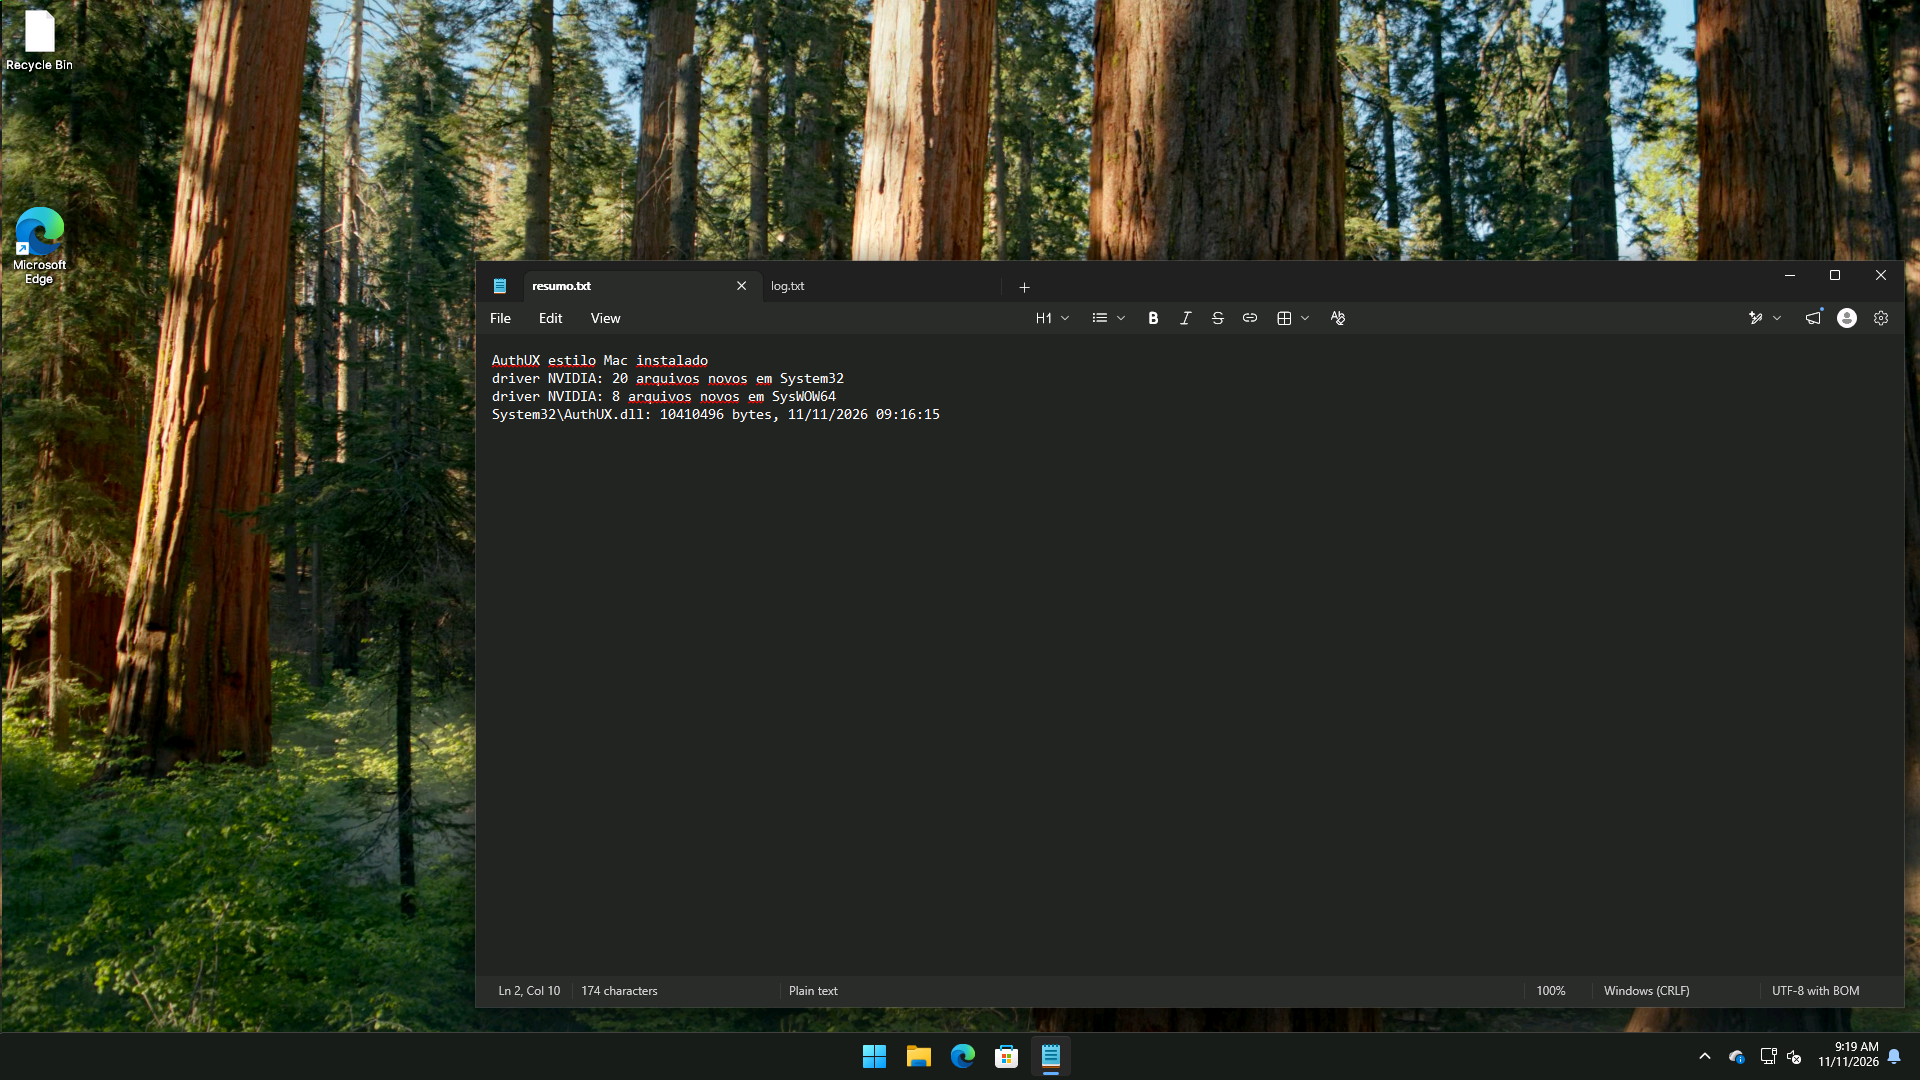 Recycle Bin
Microsoft
Edge
resumo.txt
log.txt
File Edit View
H1
AuthUX estilo Mac instalado
driver NVIDIA: 20 arquivos novos em System32
driver NVIDIA: 8 arquivos novos em SysWOW64
System32\AuthUX.dll: 10410496 bytes, 11/11/2026 09:16:15
Ln 2, Col 10 174 characters Plain text 100% Windows (CRLF) UTF-8 with BOM
9:19 AM
11/11/2026